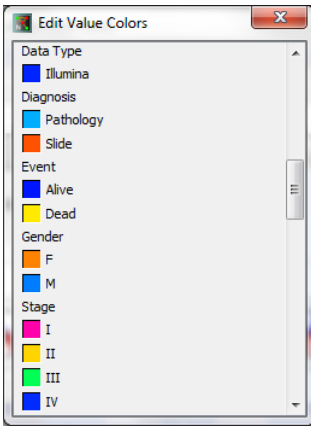 Edit Value Colors
Data Type
Illumina
Diagnosis
Pathology
Slide
Event
Alive
Dead
Gender
F
M
Stage
I
II
III
IV